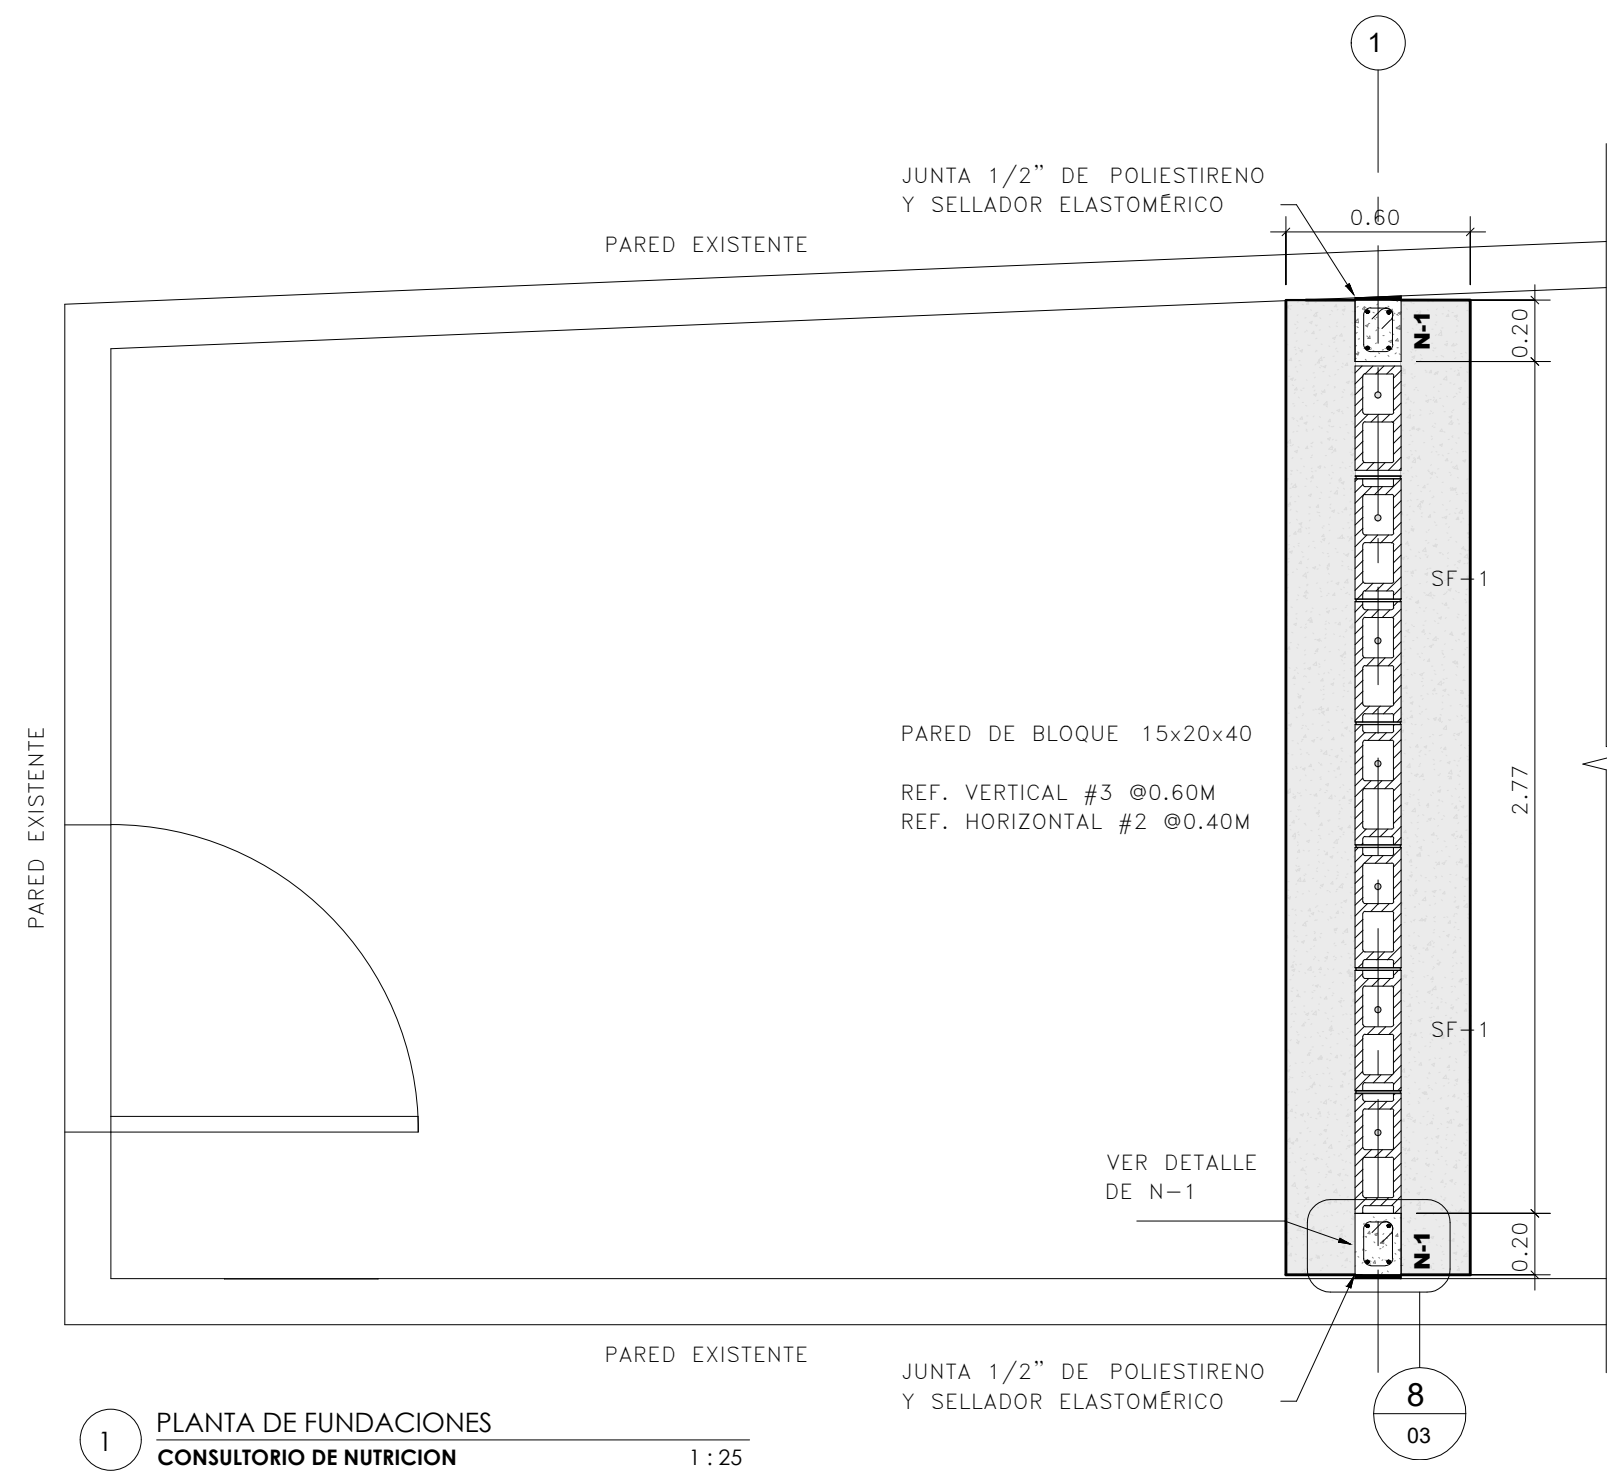 1
JUNTA 1/2” DE POLIESTIRENO
Y SELLADOR ELASTOMÉRICO
0.60
PARED EXISTENTE
N-1
0.20
SF-1
PARED DE BLOQUE 15x20x40
REF. VERTICAL #3 @0.60M
REF. HORIZONTAL #2 @0.40M
2.77
PARED EXISTENTE
SF-1
VER DETALLE
DE N-1
N-1
0.20
PARED EXISTENTE
JUNTA 1/2” DE POLIESTIRENO
Y SELLADOR ELASTOMÉRICO
8
03
1
PLANTA DE FUNDACIONES
CONSULTORIO DE NUTRICION
1 : 25